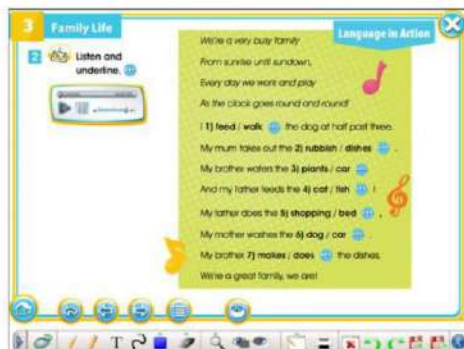 3 Family Life
Language in Action
2 Listen and
underline.
We're a very busy family
From sunrise until sundown,
Every day we work and play
As the clock goes round and round!
I 1) feed / walk the dog at half past three.
My mum takes out the 2) rubbish / dishes .
My brother waters the 3) plants / car
And my father feeds the 4) cat / fish !
My father does the 5) shopping / bed ,
My mother washes the 6) dog / car .
My brother 7) makes / does the dishes.
We're a great family, we are!
T